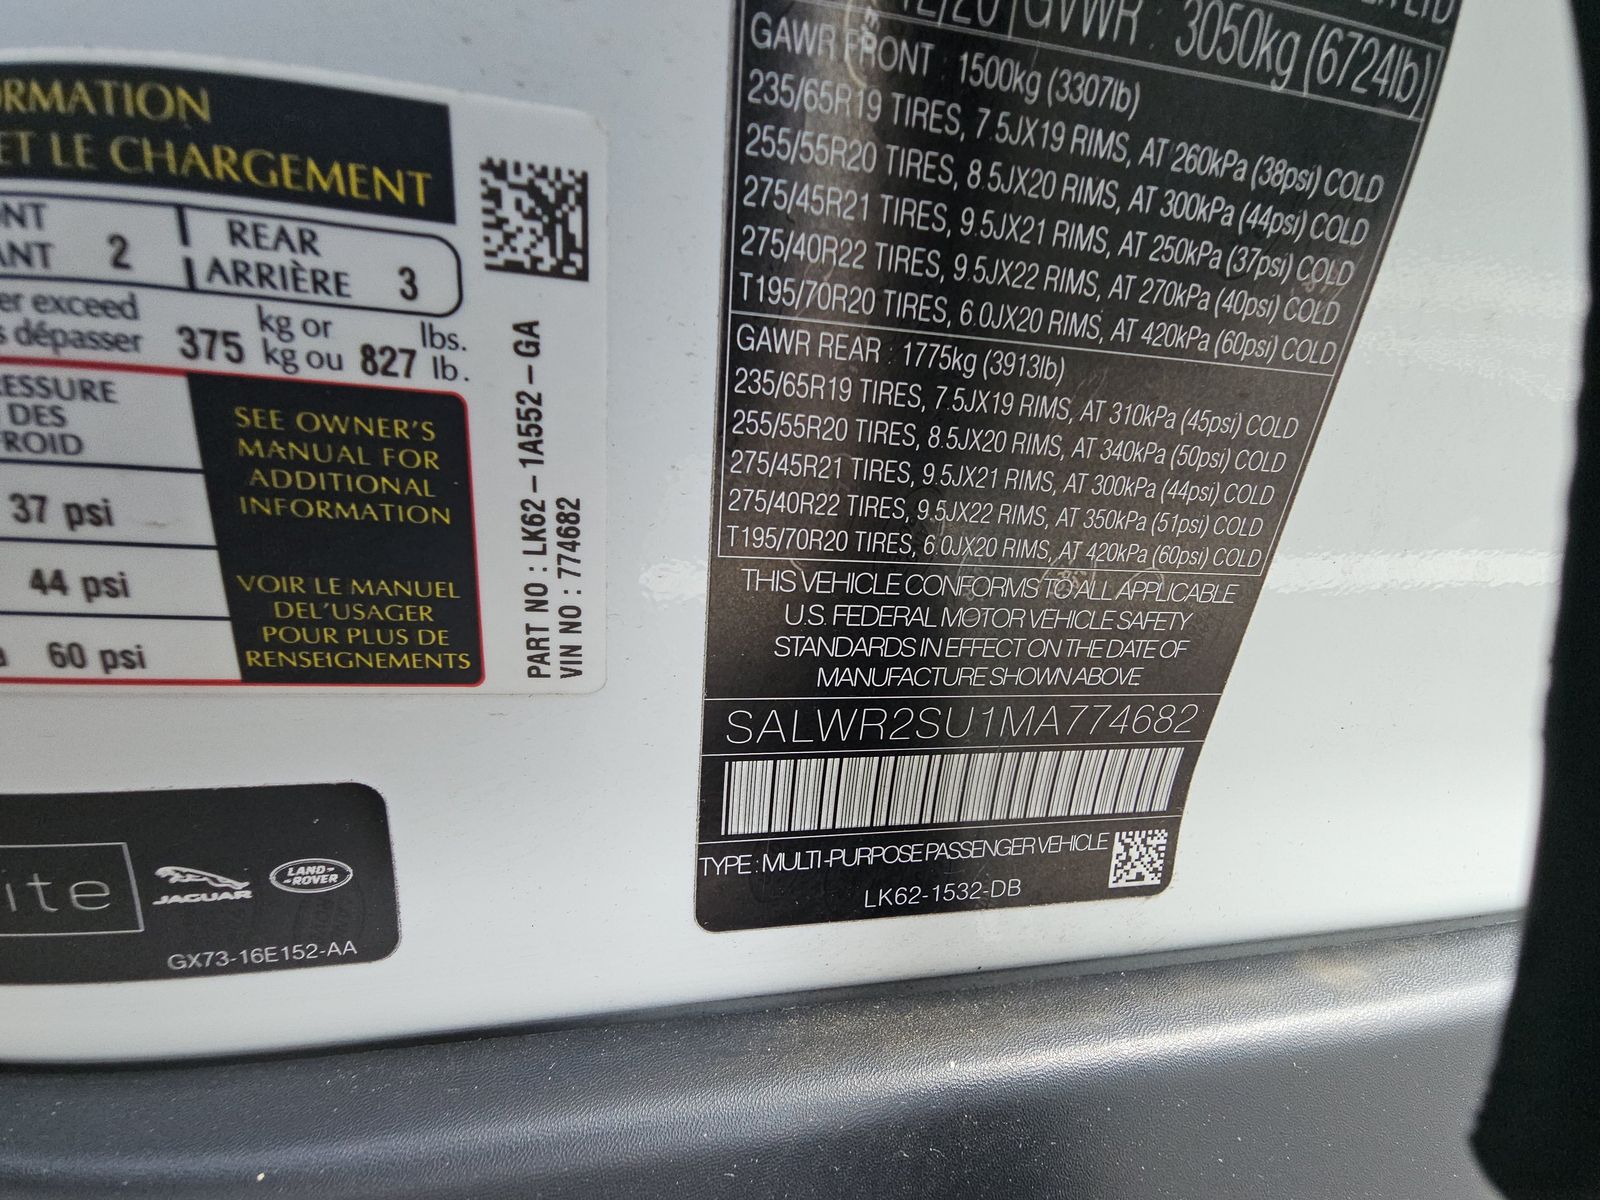 ORMATION
ET LE CHARGEMENT
ONT
ANT 2
REAR
ARRIÈRE 3
er exceed
s dépasser 375 kg or
kg ou 827 lbs.
lb.
ESSURE
DES
FROID
37 psi
44 psi
60 psi
SEE OWNER'S
MANUAL FOR
ADDITIONAL
INFORMATION
VOIR LE MANUEL
DEL'USAGER
POUR PLUS DE
RENSEIGNEMENTS
PART NO : LK62-1A552-GA
VIN NO : 774682
ite
JAGUAR
LAND-
-ROVER
GX73-16E152-AA
LTD
12/20 GVWR : 3050kg (6724lb)
GAWR FRONT : 1500kg (3307lb)
235/65R19 TIRES, 7.5JX19 RIMS, AT 260kPa (38psi) COLD
255/55R20 TIRES, 8.5JX20 RIMS, AT 300kPa (44psi) COLD
275/45R21 TIRES, 9.5JX21 RIMS, AT 250kPa (37psi) COLD
275/40R22 TIRES, 9.5JX22 RIMS, AT 270kPa (40psi) COLD
T195/70R20 TIRES, 6.0JX20 RIMS, AT 420kPa (60psi) COLD
GAWR REAR : 1775kg (3913lb)
235/65R19 TIRES, 7.5JX19 RIMS, AT 310kPa (45psi) COLD
255/55R20 TIRES, 8.5JX20 RIMS, AT 340kPa (50psi) COLD
275/45R21 TIRES, 9.5JX21 RIMS, AT 300kPa (44psi) COLD
275/40R22 TIRES, 9.5JX22 RIMS, AT 350kPa (51psi) COLD
T195/70R20 TIRES, 6.0JX20 RIMS, AT 420kPa (60psi) COLD
THIS VEHICLE CONFORMS TO ALL APPLICABLE
U.S. FEDERAL MOTOR VEHICLE SAFETY
STANDARDS IN EFFECT ON THE DATE OF
MANUFACTURE SHOWN ABOVE
SALWR2SU1MA774682
TYPE : MULTI-PURPOSE PASSENGER VEHICLE
LK62-1532-DB